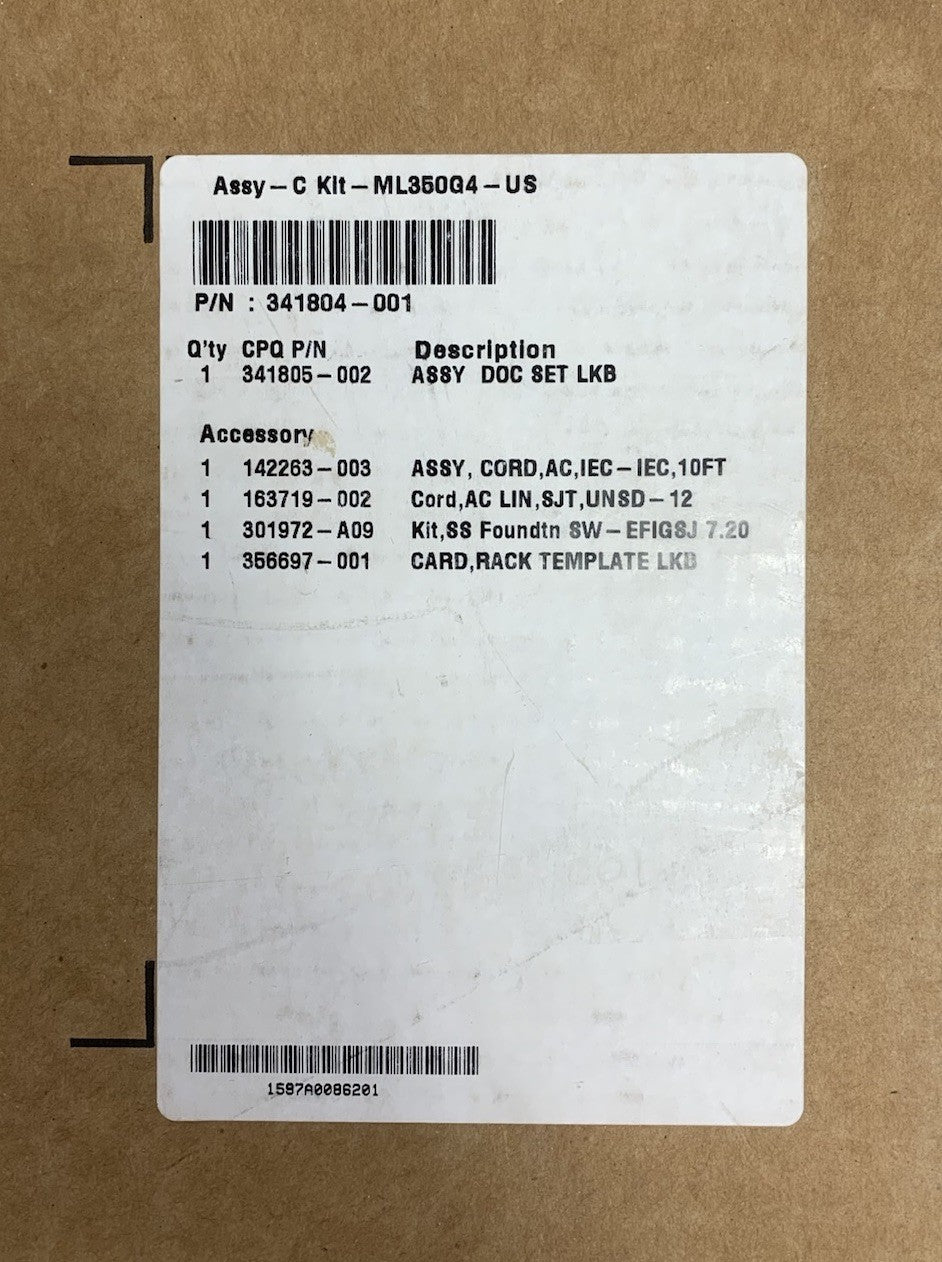 Assy-C Kit-ML350G4-US
P/N : 341804-001
Q'ty CPQ P/N Description
1 341805-002 ASSY DOC SET LKB
Accessory
1 142263-003 ASSY, CORD,AC,IEC-IEC,10FT
1 163719-002 Cord,AC LIN,SJT,UNSD-12
1 301972-A09 Kit,SS Foundtn SW-EFIGSJ 7.20
1 356697-001 CARD,RACK TEMPLATE LKB
1597A0086201